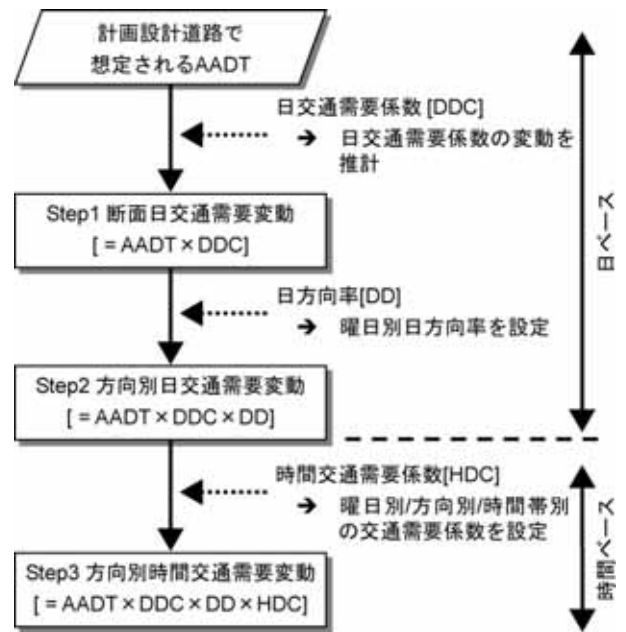 計画設計道路で
想定されるAADT
日交通需要係数 [DDC]
➔ 日交通需要係数の変動を
推計
Step1 断面日交通需要変動
[ = AADT×DDC]
日方向率[DD]
➔ 曜日別日方向率を設定
Step2 方向別日交通需要変動
[ = AADT×DDC×DD]
日ベース
時間交通需要係数[HDC]
➔ 曜日別/方向別/時間帯別
の交通需要係数を設定
Step3 方向別時間交通需要変動
[ = AADT×DDC×DD×HDC]
時間ベース